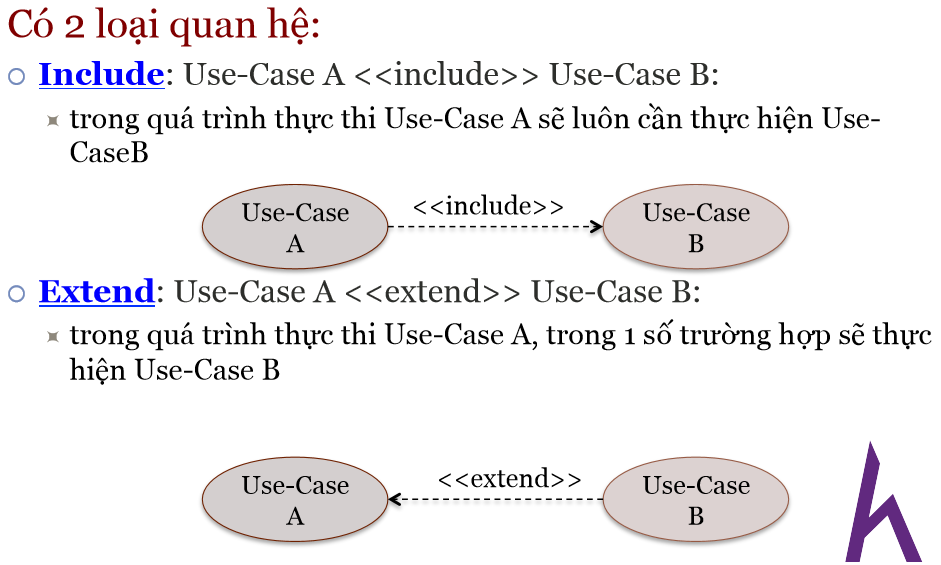 Có 2 loại quan hệ:
Include: Use-Case A <<include>> Use-Case B:
trong quá trình thực thi Use-Case A sẽ luôn cần thực hiện Use-
CaseB
Use-Case
A
<<include>>
Use-Case
B
Extend: Use-Case A <<extend>> Use-Case B:
trong quá trình thực thi Use-Case A, trong 1 số trường hợp sẽ thực
hiện Use-Case B
Use-Case
A
<<extend>>
Use-Case
B